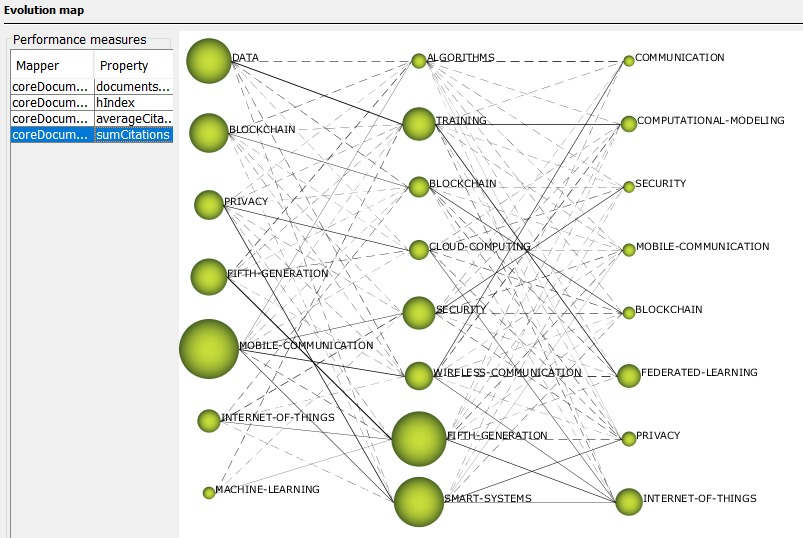 Evolution map
Performance measures
Mapper Property
coreDocum... documents...
coreDocum... hIndex
coreDocum... averageCita..
coreDocum... sumCitations
DATA
BLOCKCHAIN
PRIVACY
FIFTH-GENERATION
MOBILE-COMMUNICATION
INTERNET-OF-THINGS
MACHINE-LEARNING
ALGORITHMS
TRAINING
BLOCKCHAIN
CLOUD-COMPUTING
SECURITY
WIRELESS-COMMUNICATION
FIFTH-GENERATION
SMART-SYSTEMS
COMMUNICATION
COMPUTATIONAL-MODELING
SECURITY
MOBILE-COMMUNICATION
BLOCKCHAIN
FEDERATED-LEARNING
PRIVACY
INTERNET-OF-THINGS